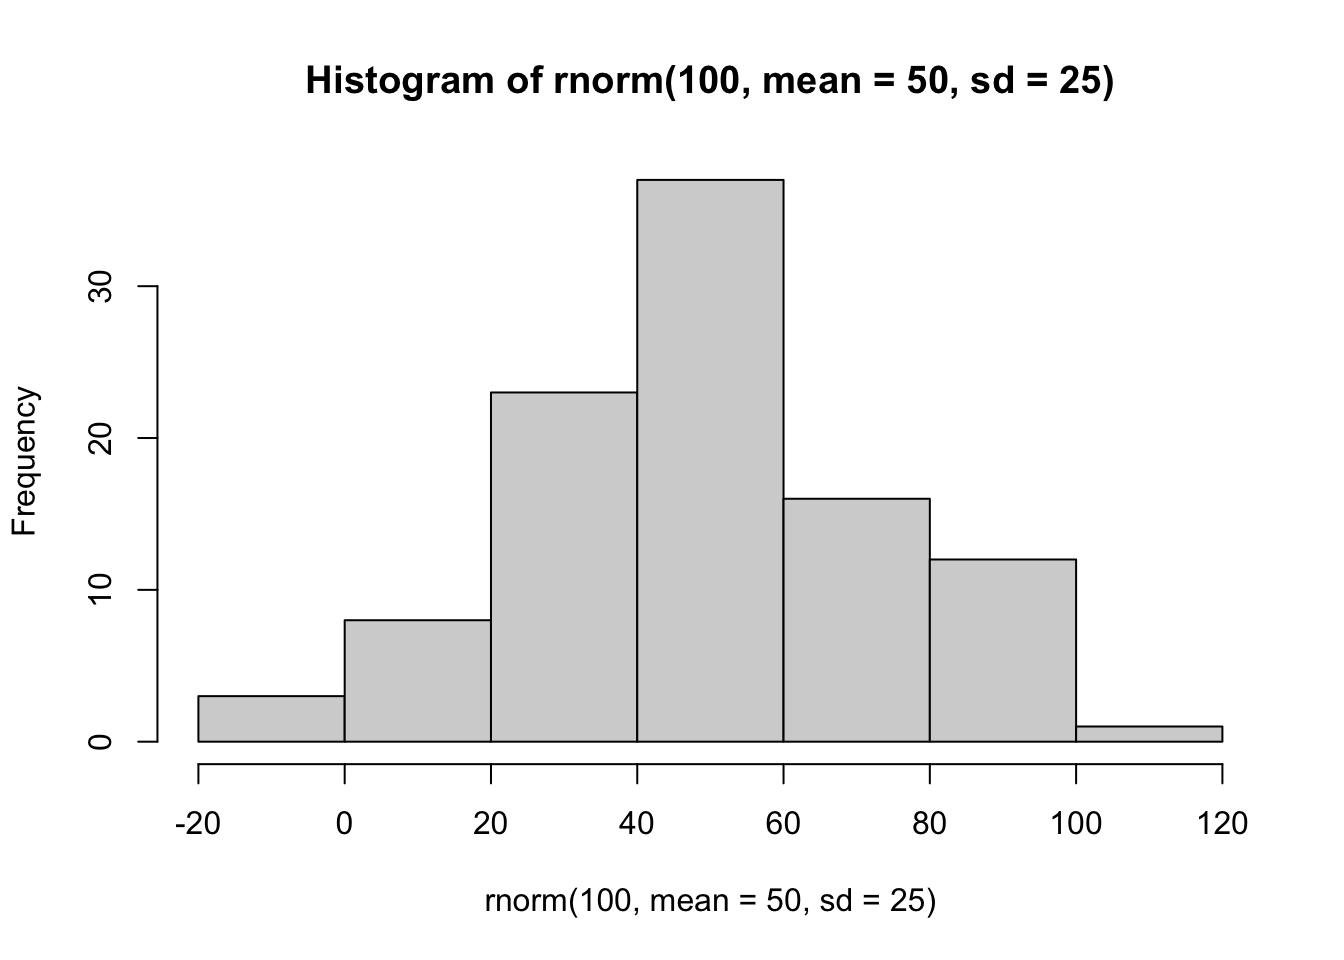 Histogram of rnorm(100, mean = 50, sd = 25)
Frequency
30
20
10
0
-20 0 20 40 60 80 100 120
rnorm(100, mean = 50, sd = 25)